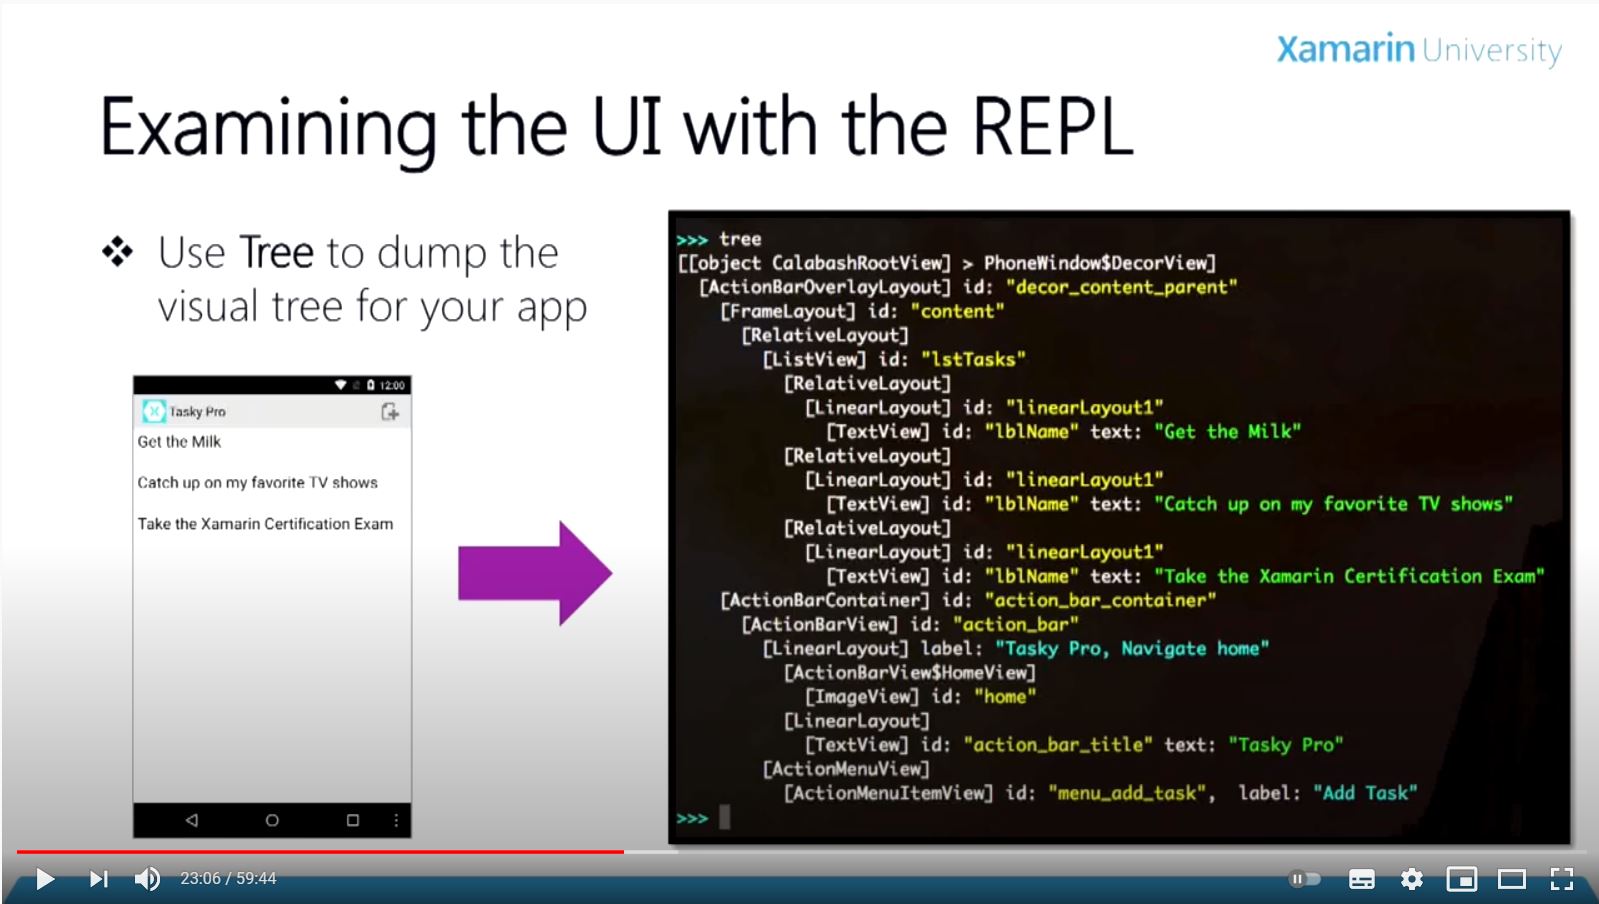 Xamarin University
Examining the UI with the REPL
❖ Use Tree to dump the
visual tree for your app
12:00
Tasky Pro
Get the Milk
Catch up on my favorite TV shows
Take the Xamarin Certification Exam
>>> tree
[[object CalabashRootView] > PhoneWindow$DecorView]
[ActionBarOverlayLayout] id: "decor_content_parent"
[FrameLayout] id: "content"
[RelativeLayout]
[ListView] id: "lstTasks"
[RelativeLayout]
[LinearLayout] id: "linearLayout1"
[TextView] id: "lblName" text: "Get the Milk"
[RelativeLayout]
[LinearLayout] id: "linearLayout1"
[TextView] id: "lblName" text: "Catch up on my favorite TV shows"
[RelativeLayout]
[LinearLayout] id: "linearLayout1"
[TextView] id: "lblName" text: "Take the Xamarin Certification Exam"
[ActionBarContainer] id: "action_bar_container"
[ActionBarView] id: "action_bar"
[LinearLayout] label: "Tasky Pro, Navigate home"
[ActionBarView$HomeView]
[ImageView] id: "home"
[LinearLayout]
[TextView] id: "action_bar_title" text: "Tasky Pro"
[ActionMenuView]
[ActionMenuItemView] id: "menu_add_task", label: "Add Task"
>>>
23:06 / 59:44